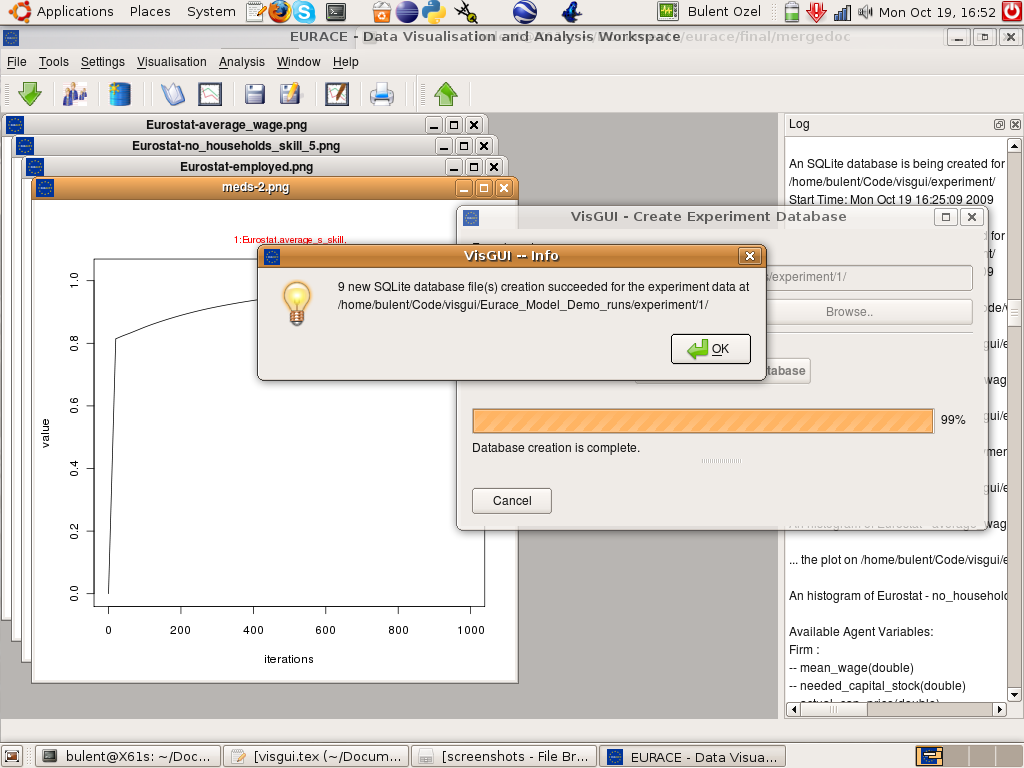 Applications Places System
Bulent Ozel
Mon Oct 19, 16:52
EURACE - Data Visualisation and Analysis Workspace
File Tools Settings Visualisation Analysis Window Help
Eurostat-average_wage.png
Eurostat-no_households_skill_5.png
Eurostat-employed.png
meds-2.png
1:Eurostat.average_s_skill,
value
0.0
0.2
0.4
0.6
0.8
1.0
0 200 400 600 800 1000
iterations
VisGUI - Create Experiment Database
/experiment/1/
Browse..
tabase
99%
Database creation is complete.
Cancel
VisGUI -- Info
9 new SQLite database file(s) creation succeeded for the experiment data at
/home/bulent/Code/visgui/Eurace_Model_Demo_runs/experiment/1/
OK
Log
An SQLite database is being created for
/home/bulent/Code/visgui/experiment/
Start Time: Mon Oct 19 16:25:09 2009
... the plot on /home/bulent/Code/visgui/e
An histogram of Eurostat - no_househol
Available Agent Variables:
Firm :
-- mean_wage(double)
-- needed_capital_stock(double)
bulent@X61s: ~/Doc...
[visgui.tex (~/Docum...
[screenshots - File Br...
EURACE - Data Visua...